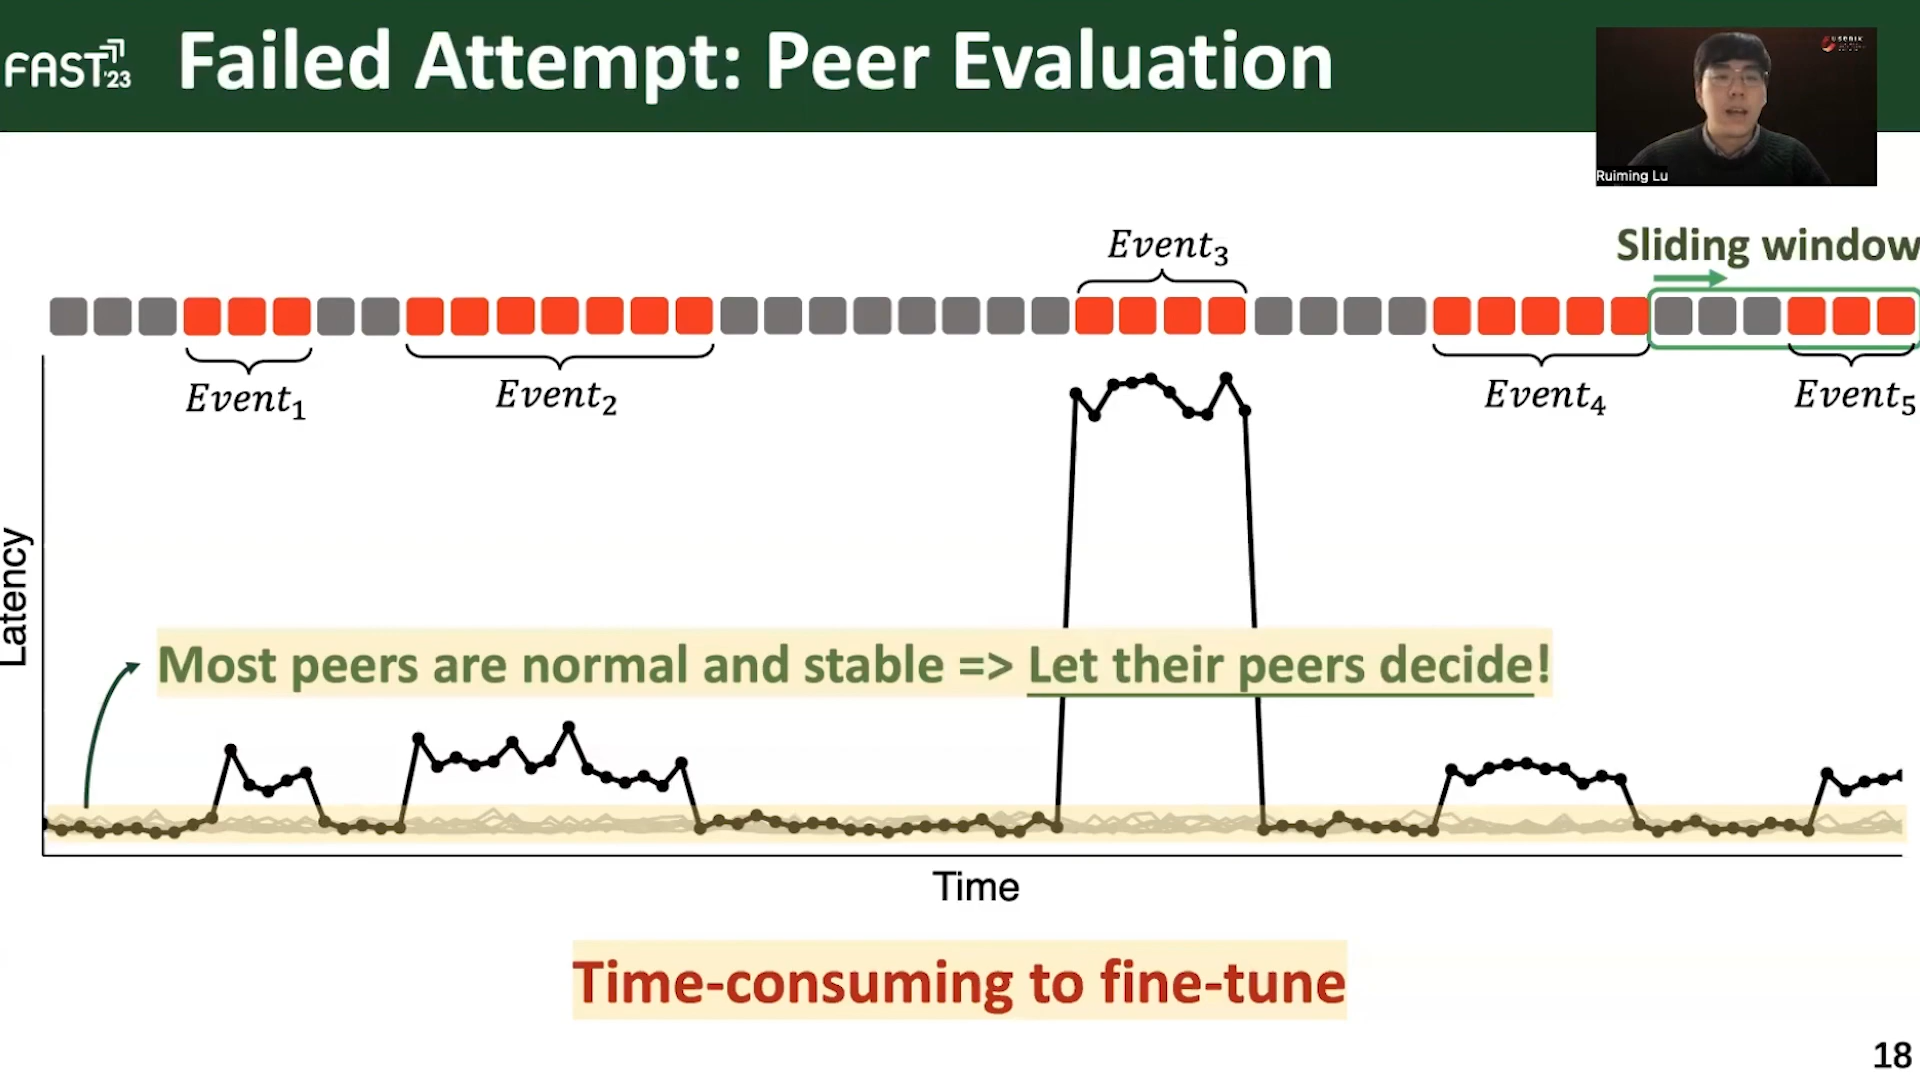 FAST'23
Failed Attempt: Peer Evaluation
USENIX
Ruiming Lu
Event₃
Sliding window
Event₁
Event₂
Event₄
Event₅
Latency
Most peers are normal and stable => Let their peers decide!
Time
Time-consuming to fine-tune
18